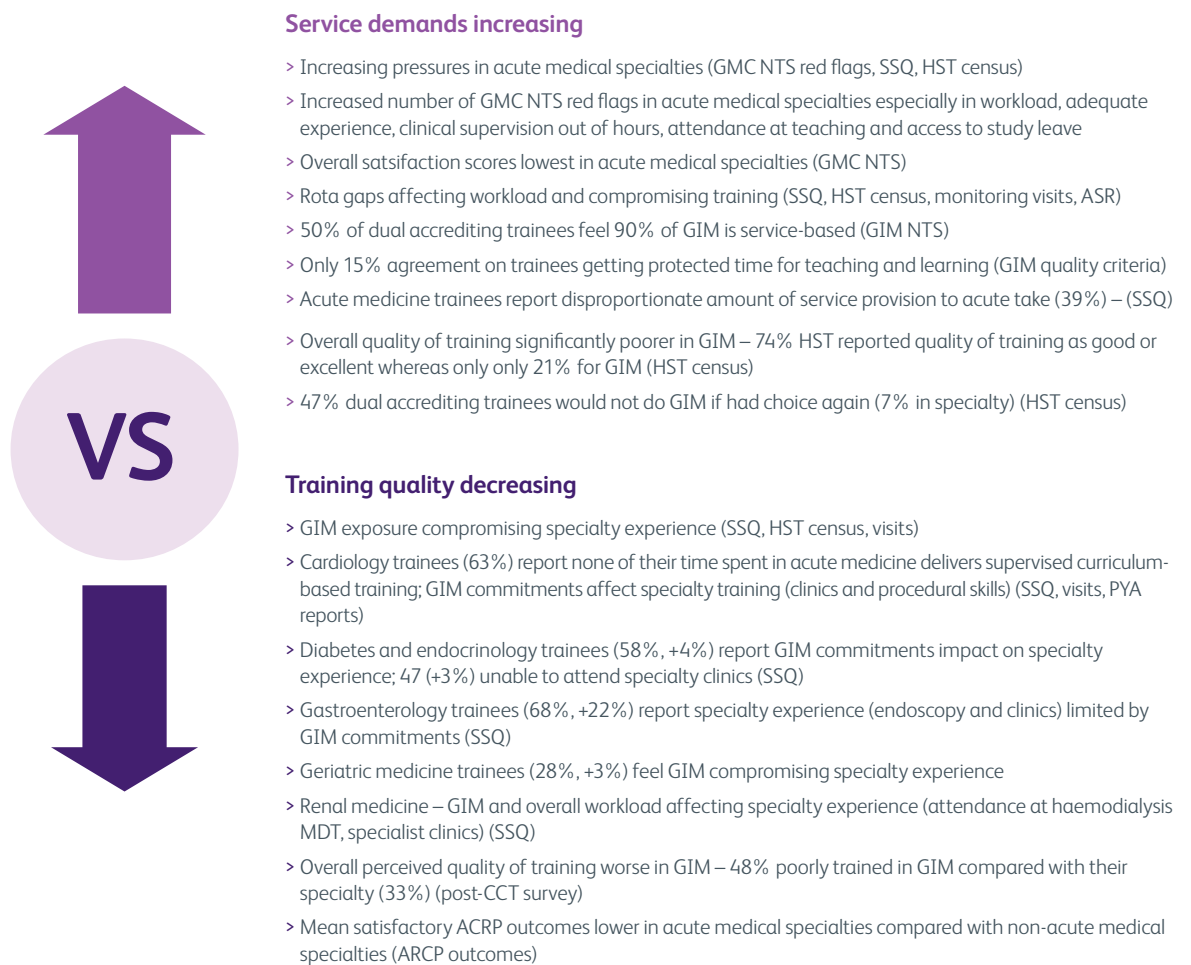 Service demands increasing
> Increasing pressures in acute medical specialties (GMC NTS red flags, SSQ, HST census)
> Increased number of GMC NTS red flags in acute medical specialties especially in workload, adequate
experience, clinical supervision out of hours, attendance at teaching and access to study leave
> Overall satsifaction scores lowest in acute medical specialties (GMC NTS)
> Rota gaps affecting workload and compromising training (SSQ, HST census, monitoring visits, ASR)
> 50% of dual accrediting trainees feel 90% of GIM is service-based (GIM NTS)
> Only 15% agreement on trainees getting protected time for teaching and learning (GIM quality criteria)
> Acute medicine trainees report disproportionate amount of service provision to acute take (39%) – (SSQ)
> Overall quality of training significantly poorer in GIM – 74% HST reported quality of training as good or
excellent whereas only only 21% for GIM (HST census)
> 47% dual accrediting trainees would not do GIM if had choice again (7% in specialty) (HST census)
VS
Training quality decreasing
> GIM exposure compromising specialty experience (SSQ, HST census, visits)
> Cardiology trainees (63%) report none of their time spent in acute medicine delivers supervised curriculum-
based training; GIM commitments affect specialty training (clinics and procedural skills) (SSQ, visits, PYA
reports)
> Diabetes and endocrinology trainees (58%, +4%) report GIM commitments impact on specialty
experience; 47 (+3%) unable to attend specialty clinics (SSQ)
> Gastroenterology trainees (68%, +22%) report specialty experience (endoscopy and clinics) limited by
GIM commitments (SSQ)
> Geriatric medicine trainees (28%, +3%) feel GIM compromising specialty experience
> Renal medicine – GIM and overall workload affecting specialty experience (attendance at haemodialysis
MDT, specialist clinics) (SSQ)
> Overall perceived quality of training worse in GIM – 48% poorly trained in GIM compared with their
specialty (33%) (post-CCT survey)
> Mean satisfactory ACRP outcomes lower in acute medical specialties compared with non-acute medical
specialties (ARCP outcomes)